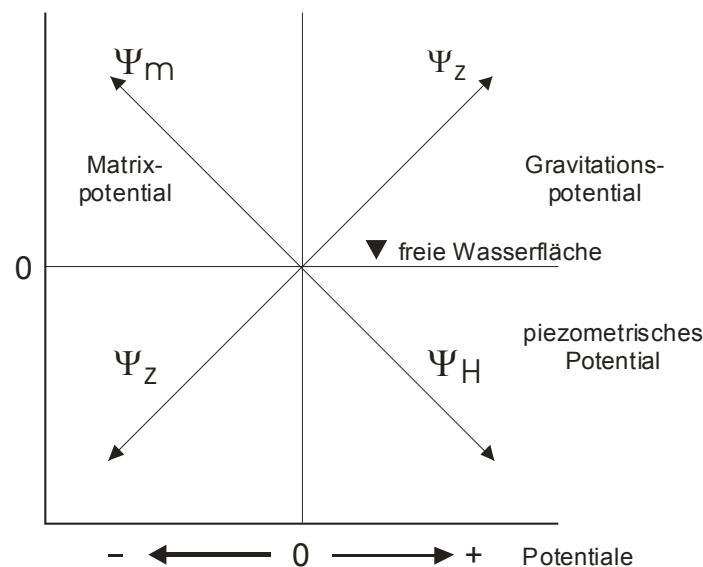 Ψm
Ψz
Matrix-
potential
Gravitations-
potential
freie Wasserfläche
0
piezometrisches
Potential
Ψz
ΨH
– 0 + Potentiale